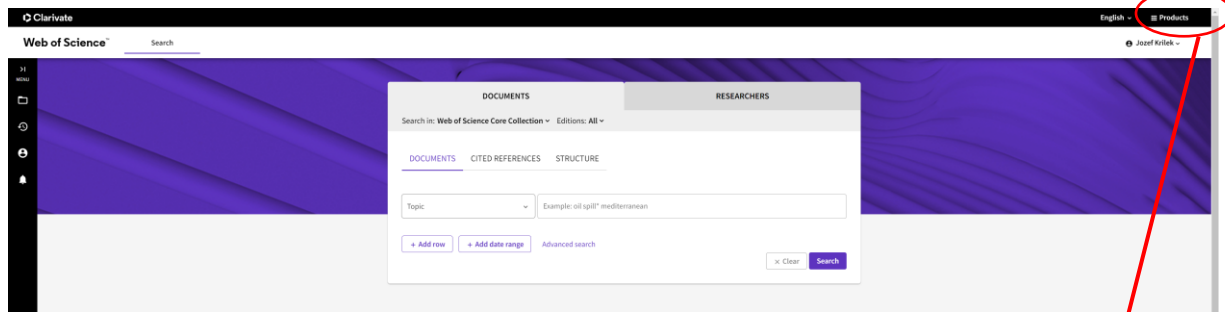 Clarivate English Products
Web of Science™ Search Jozef Krilek
MENU
DOCUMENTS RESEARCHERS
Search in: Web of Science Core Collection Editions: All
DOCUMENTS CITED REFERENCES STRUCTURE
Topic Example: oil spill* mediterranean
+ Add row + Add date range Advanced search
× Clear Search